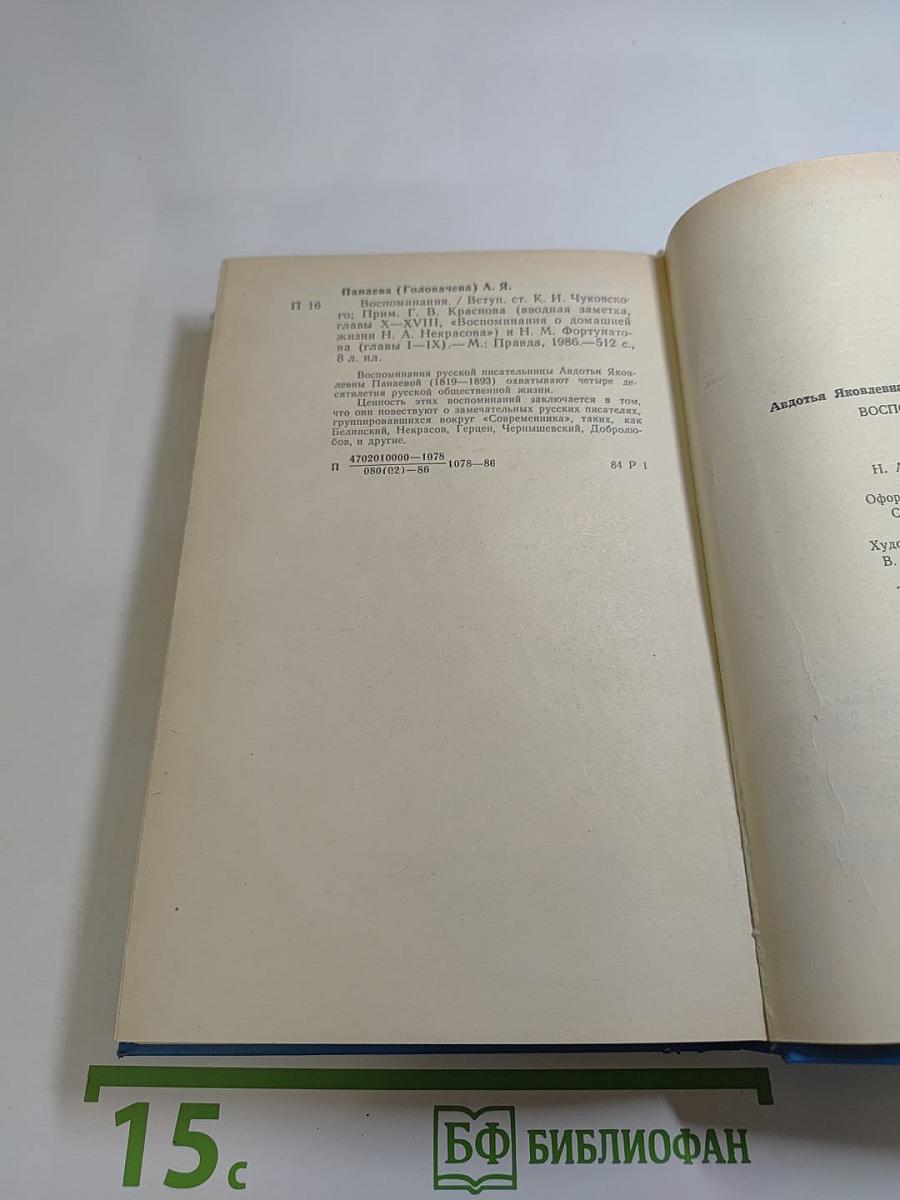 Панаева (Головачева) А. Я.
П 16 Воспоминания. / Вступ. ст. К. И. Чуковско-
го; Прим. Г. В. Краснова (вводная заметка,
главы X—XVIII, «Воспоминания о домашней
жизни Н. А. Некрасова») и Н. М. Фортунато-
ва (главы I—IX).— М.: Правда, 1986.—512 с.,
8 л. ил.
Воспоминания русской писательницы Авдотьи Яков-
левны Панаевой (1819—1893) охватывают четыре де-
сятилетия русской общественной жизни.
Ценность этих воспоминаний заключается в том,
что они повествуют о замечательных русских писателях,
группировавшихся вокруг «Современника», таких, как
Белинский, Некрасов, Герцен, Чернышевский, Добролю-
бов, и другие.
П 4702010000—1078
080(02)—86 1078—86 84 Р 1
Авдотья Яковлевна
ВОСПО
Н. А
Офор
С
Худо
В.
15 с
БФ БИБЛИОФАН